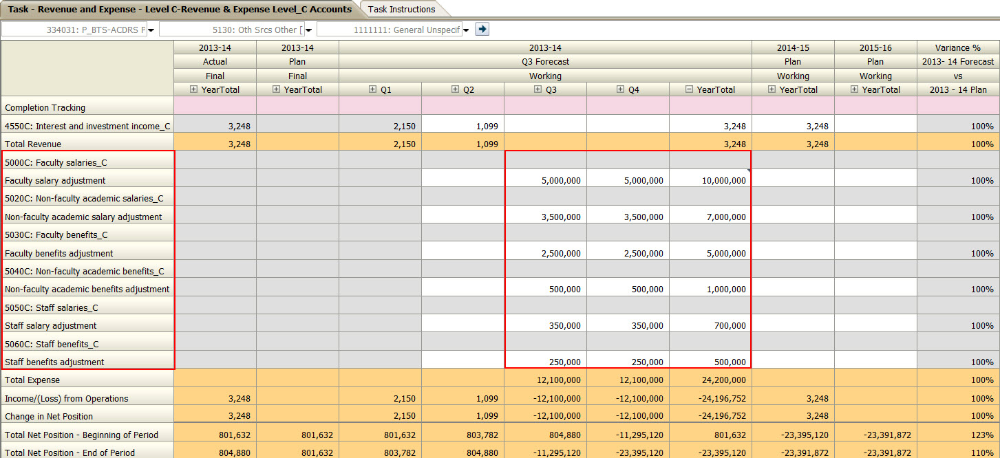 Task - Revenue and Expense - Level C-Revenue & Expense Level_C Accounts Task Instructions
334031: P_BTS-ACDRS F 5130: Oth Srcs Other [ 1111111: General Unspecif
2013-14 2013-14 2013-14 2014-15 2015-16 Variance %
Actual Plan Q3 Forecast Plan Plan 2013- 14 Forecast
Final Final Working Working Working vs
YearTotal YearTotal Q1 Q2 Q3 Q4 YearTotal YearTotal YearTotal 2013 - 14 Plan
Completion Tracking
4550C: Interest and investment income_C 3,248 2,150 1,099 3,248 3,248 100%
Total Revenue 3,248 2,150 1,099 3,248 3,248 100%
5000C: Faculty salaries_C
Faculty salary adjustment 5,000,000 5,000,000 10,000,000 100%
5020C: Non-faculty academic salaries_C
Non-faculty academic salary adjustment 3,500,000 3,500,000 7,000,000 100%
5030C: Faculty benefits_C
Faculty benefits adjustment 2,500,000 2,500,000 5,000,000 100%
5040C: Non-faculty academic benefits_C
Non-faculty academic benefits adjustment 500,000 500,000 1,000,000 100%
5050C: Staff salaries_C
Staff salary adjustment 350,000 350,000 700,000 100%
5060C: Staff benefits_C
Staff benefits adjustment 250,000 250,000 500,000 100%
Total Expense 12,100,000 12,100,000 24,200,000 100%
Income/(Loss) from Operations 3,248 2,150 1,099 -12,100,000 -12,100,000 -24,196,752 3,248 100%
Change in Net Position 3,248 2,150 1,099 -12,100,000 -12,100,000 -24,196,752 3,248 100%
Total Net Position - Beginning of Period 801,632 801,632 801,632 803,782 804,880 -11,295,120 801,632 -23,395,120 -23,391,872 123%
Total Net Position - End of Period 804,880 801,632 803,782 804,880 -11,295,120 -23,395,120 -23,395,120 -23,391,872 -23,391,872 110%